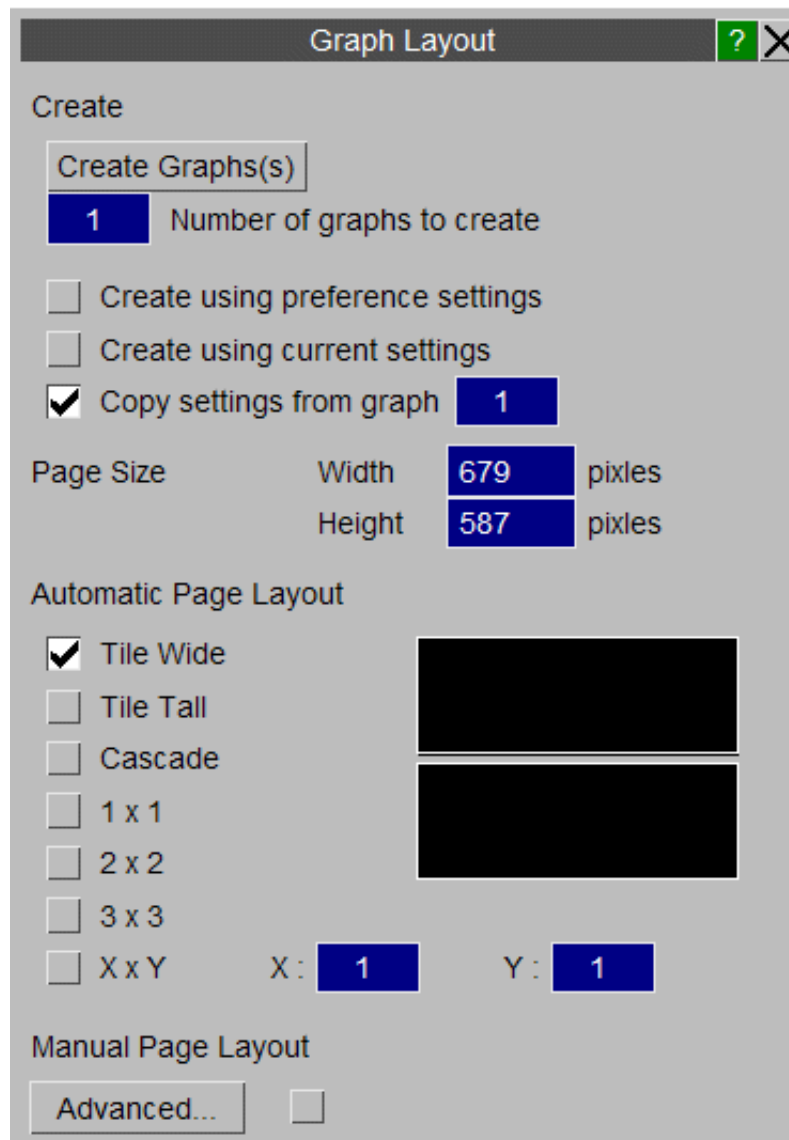 Graph Layout ? X
Create
Create Graphs(s)
1 Number of graphs to create
Create using preference settings
Create using current settings
Copy settings from graph 1
Page Size Width 679 pixles
Height 587 pixles
Automatic Page Layout
Tile Wide
Tile Tall
Cascade
1 x 1
2 x 2
3 x 3
X x Y X : 1 Y : 1
Manual Page Layout
Advanced...